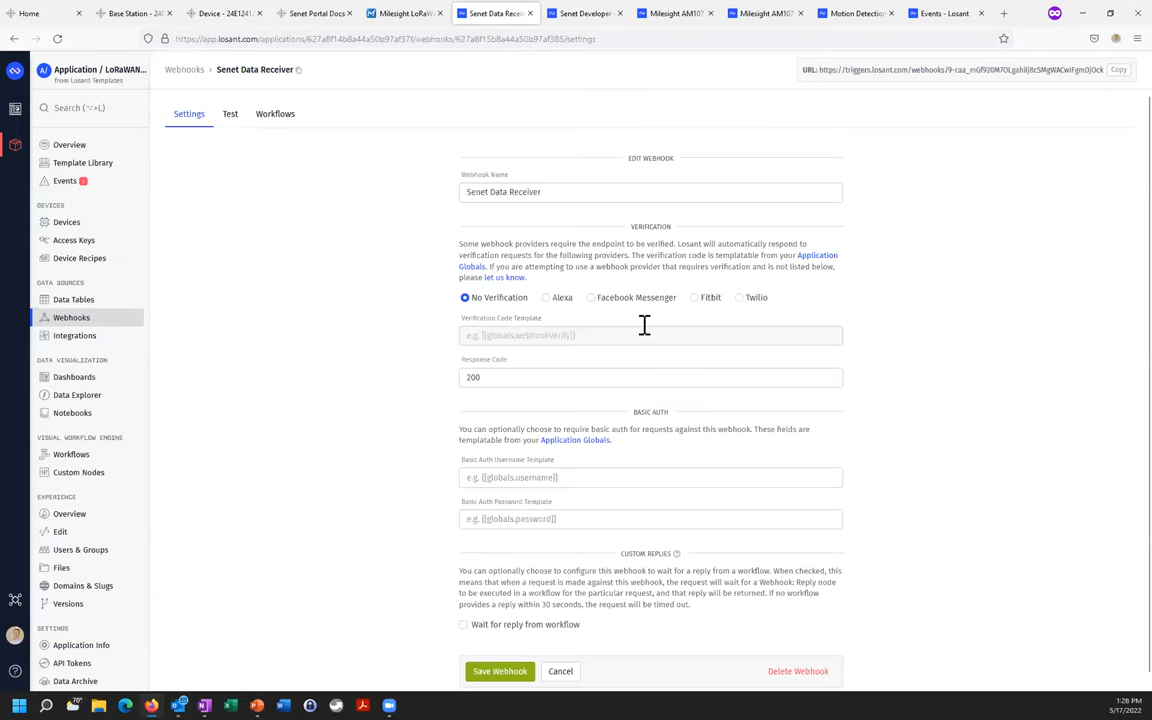 Home
Base Station - 24E
Device - 24E1241
Senet Portal Docs
Milesight LoRaW
Senet Data Recei
Senet Developer
Milesight AM107
Milesight AM107
Motion Detection
Events - Losant
https://app.losant.com/applications/627a8f14b8a44a50b97af37f/webhooks/627a8f15b8a44a50b97af385/settings
Application / LoRaWAN...
from Losant Templates
Webhooks › Senet Data Receiver
Copy
Search (⌥+L)
Settings
Test
Workflows
Overview
Template Library
Events
DEVICES
Devices
Access Keys
Device Recipes
DATA SOURCES
Data Tables
Webhooks
Integrations
DATA VISUALIZATION
Dashboards
Data Explorer
Notebooks
VISUAL WORKFLOW ENGINE
Workflows
Custom Nodes
EXPERIENCE
Overview
Edit
Users & Groups
Files
Domains & Slugs
Versions
SETTINGS
Application Info
API Tokens
Data Archive
EDIT WEBHOOK
Webhook Name
Senet Data Receiver
VERIFICATION
Some webhook providers require the endpoint to be verified. Losant will automatically respond to
verification requests for the following providers. The verification code is templatable from your Application
Globals. If you are attempting to use a webhook provider that requires verification and is not listed below,
please let us know.
No Verification
Alexa
Facebook Messenger
Fitbit
Twilio
Verification Code Template
e.g. {{globals.webhookVerify}}
Response Code
200
BASIC AUTH
You can optionally choose to require basic auth for requests against this webhook. These fields are
templatable from your Application Globals.
Basic Auth Username Template
e.g. {{globals.username}}
Basic Auth Password Template
e.g. {{globals.password}}
CUSTOM REPLIES
You can optionally choose to configure this webhook to wait for a reply from a workflow. When checked, this
means that when a request is made against this webhook, the request will wait for a Webhook: Reply node
to be executed in a workflow for the particular request, and that reply will be returned. If no workflow
provides a reply within 30 seconds, the request will be timed out.
Wait for reply from workflow
Save Webhook
Cancel
Delete Webhook
70°
1:28 PM
5/17/2022